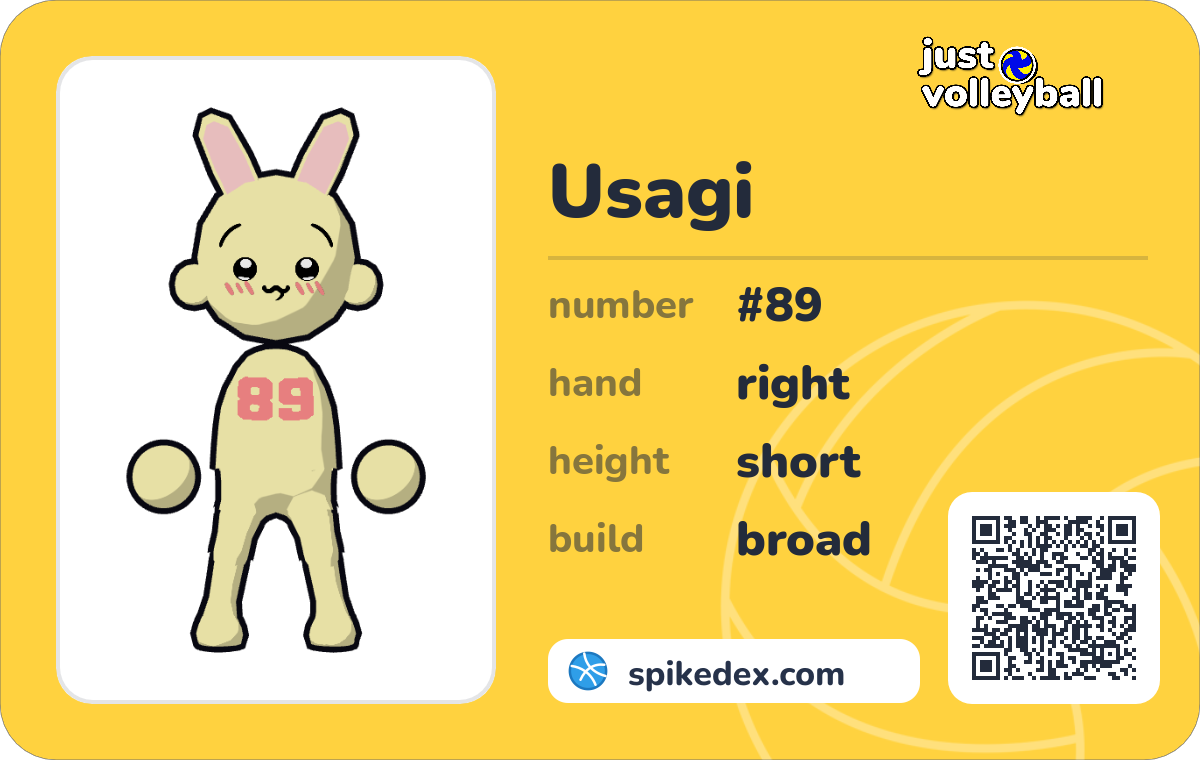 just
volleyball
Usagi
number #89
hand right
height short
build broad
89
spikedex.com